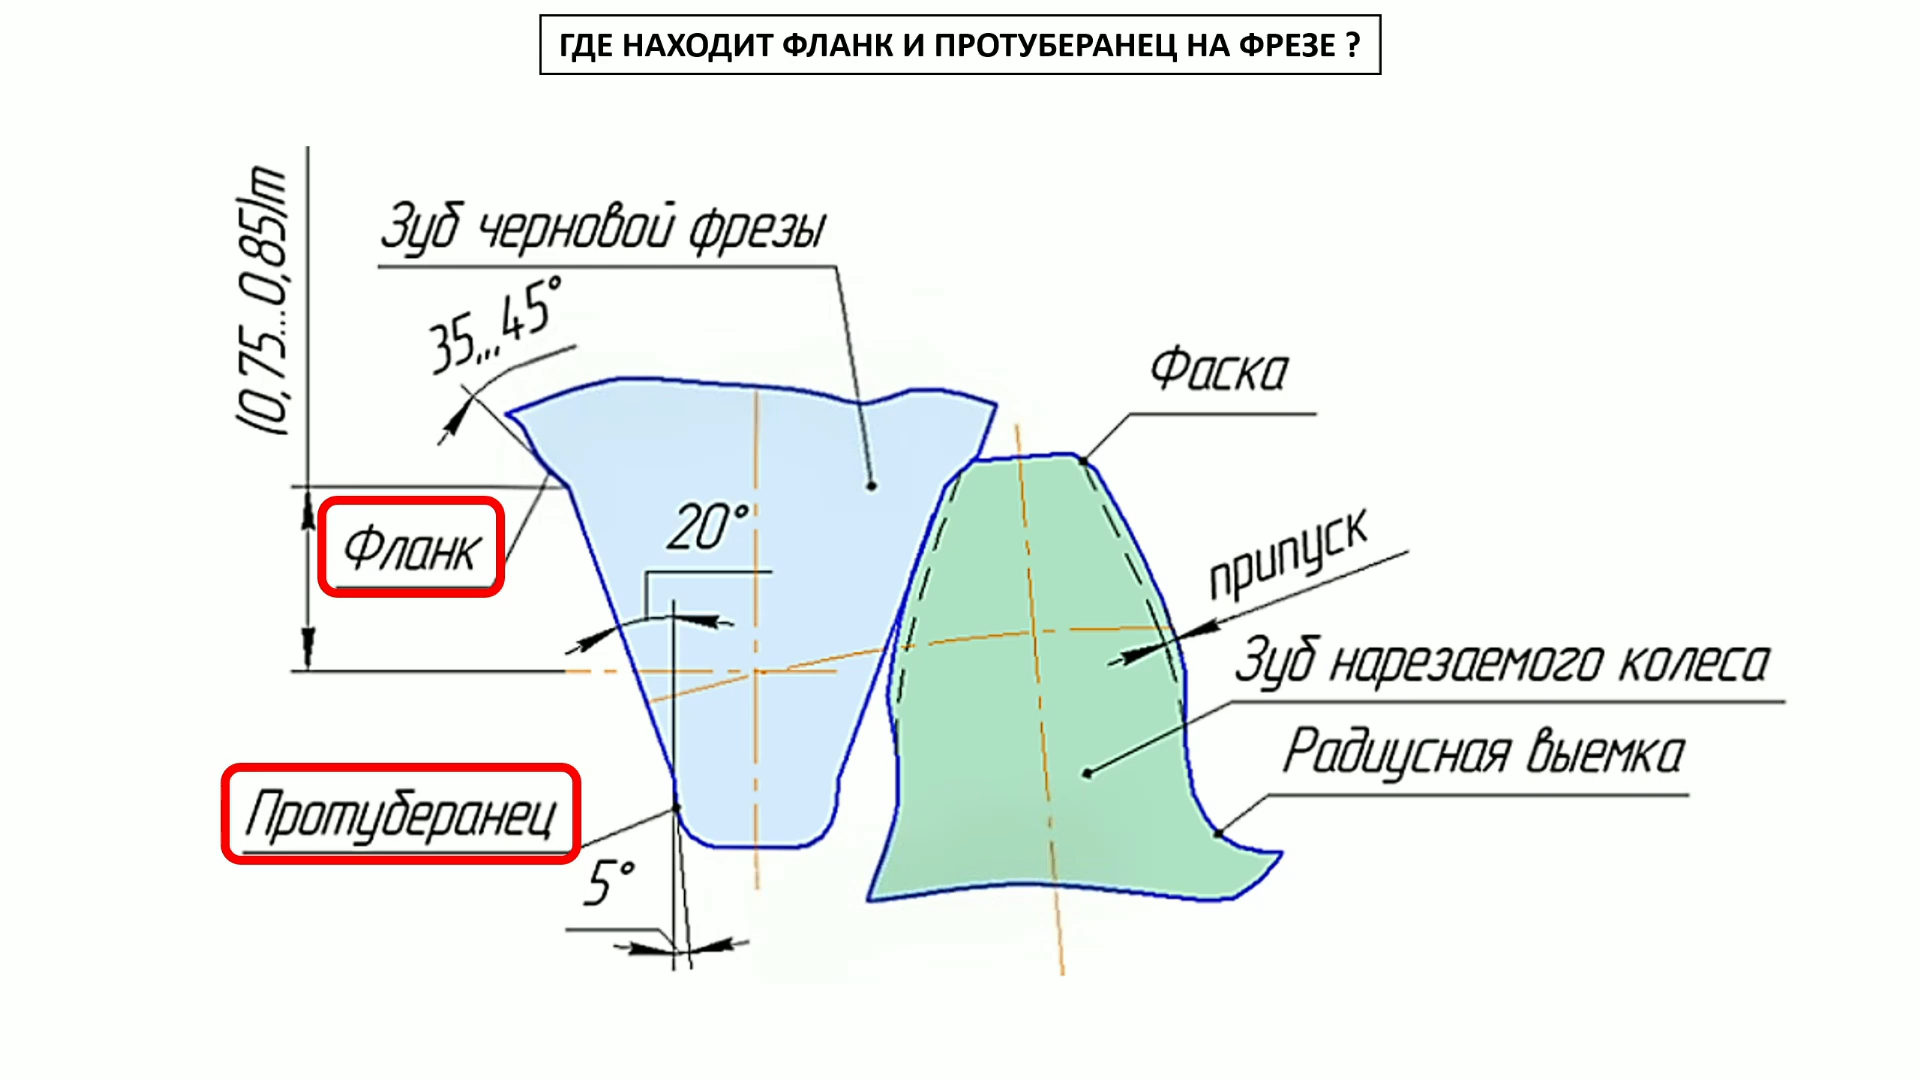 ГДЕ НАХОДИТ ФЛАНК И ПРОТУБЕРАНЕЦ НА ФРЕЗЕ ?
(0,75...0,85)m
Зуб черновой фрезы
35...45°
Фаска
20°
Фланк
припуск
Зуб нарезаемого колеса
Радиусная выемка
Протуберанец
5°